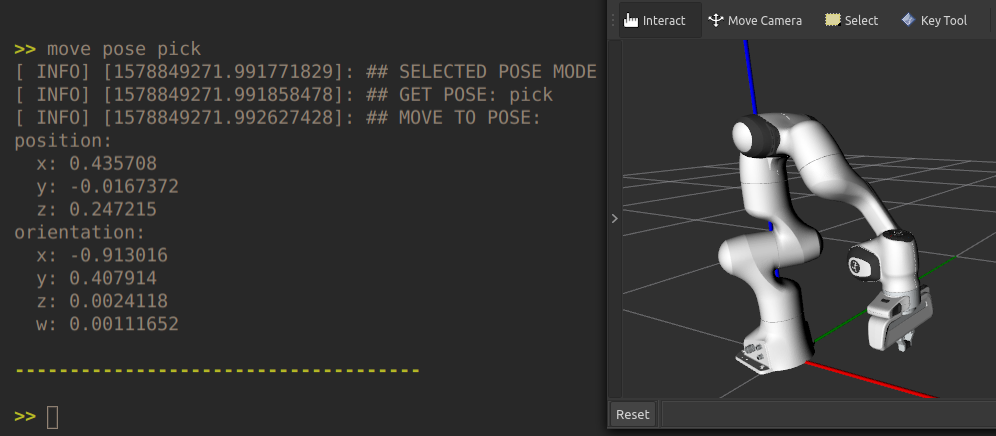 >> move pose pick
[ INFO] [1578849271.991771829]: ## SELECTED POSE MODE
[ INFO] [1578849271.991858478]: ## GET POSE: pick
[ INFO] [1578849271.992627428]: ## MOVE TO POSE:
position:
  x: 0.435708
  y: -0.0167372
  z: 0.247215
orientation:
  x: -0.913016
  y: 0.407914
  z: 0.0024118
  w: 0.00111652
-------------------------------------
>>
Interact Move Camera Select Key Tool
Reset